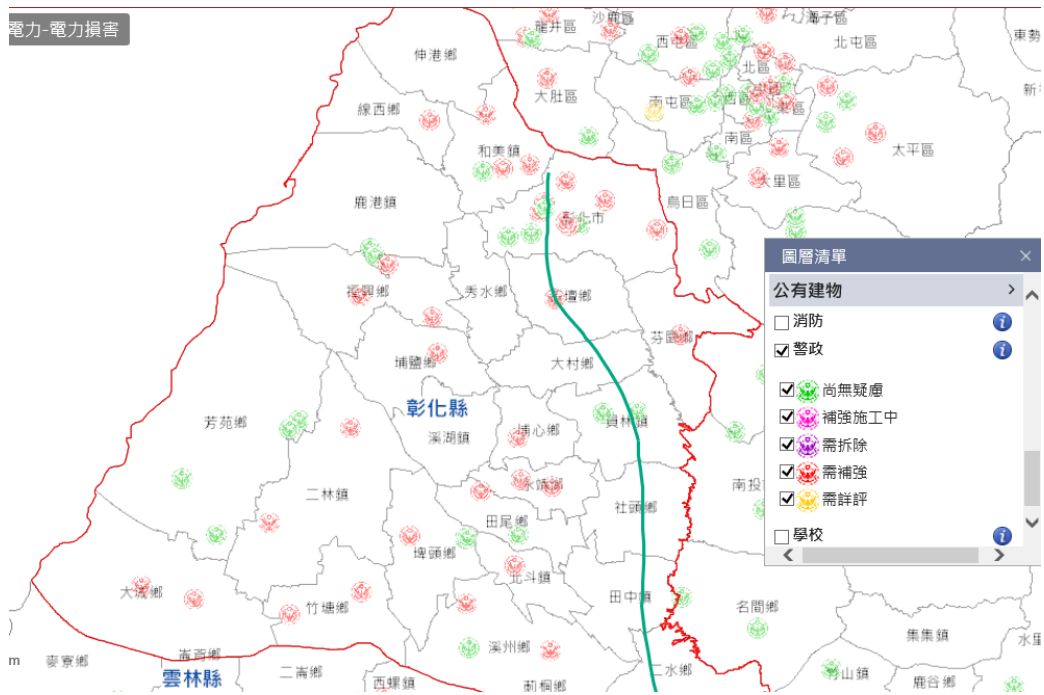 電力-電力損害
沙鹿區
潭子區
龍井區
西屯區
北屯區
東勢
伸港鄉
北區
大肚區
南屯區
西區
東區
新
線西鄉
南區
太平區
和美鎮
大里區
鹿港鎮
彰化市
烏日區
圖層清單
公有建物
消防
警政
尚無疑慮
補強施工中
需拆除
需補強
需詳評
學校
福興鄉
秀水鄉
花壇鄉
芬園鄉
埔鹽鄉
大村鄉
彰化縣
芳苑鄉
溪湖鎮
埔心鄉
員林鎮
二林鎮
永靖鄉
社頭鄉
南投市
田尾鄉
埤頭鄉
北斗鎮
大城鄉
竹塘鄉
田中鎮
名間鄉
集集鎮
水里
溪州鄉
m
麥寮鄉
崙背鄉
二水鄉
竹山鎮
鹿谷鄉
雲林縣
二崙鄉
西螺鎮
莿桐鄉